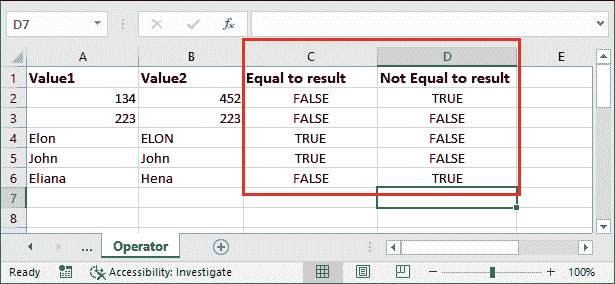 D7 fx
A B C D E
1 Value1 Value2 Equal to result Not Equal to result
2 134 452 FALSE TRUE
3 223 223 FALSE FALSE
4 Elon ELON TRUE FALSE
5 John John TRUE FALSE
6 Eliana Hena FALSE TRUE
7
8
... Operator
Ready Accessibility: Investigate 100%